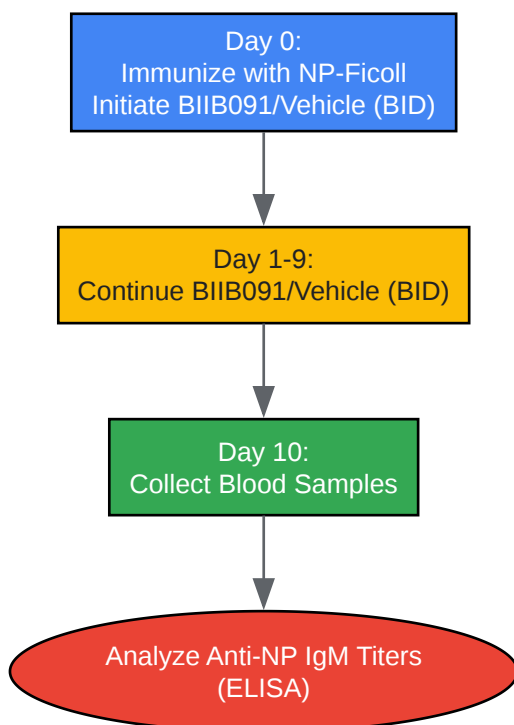 Day 0:
Immunize with NP-Ficoll
Initiate BIIB091/Vehicle (BID)
Day 1-9:
Continue BIIB091/Vehicle (BID)
Day 10:
Collect Blood Samples
Analyze Anti-NP IgM Titers
(ELISA)